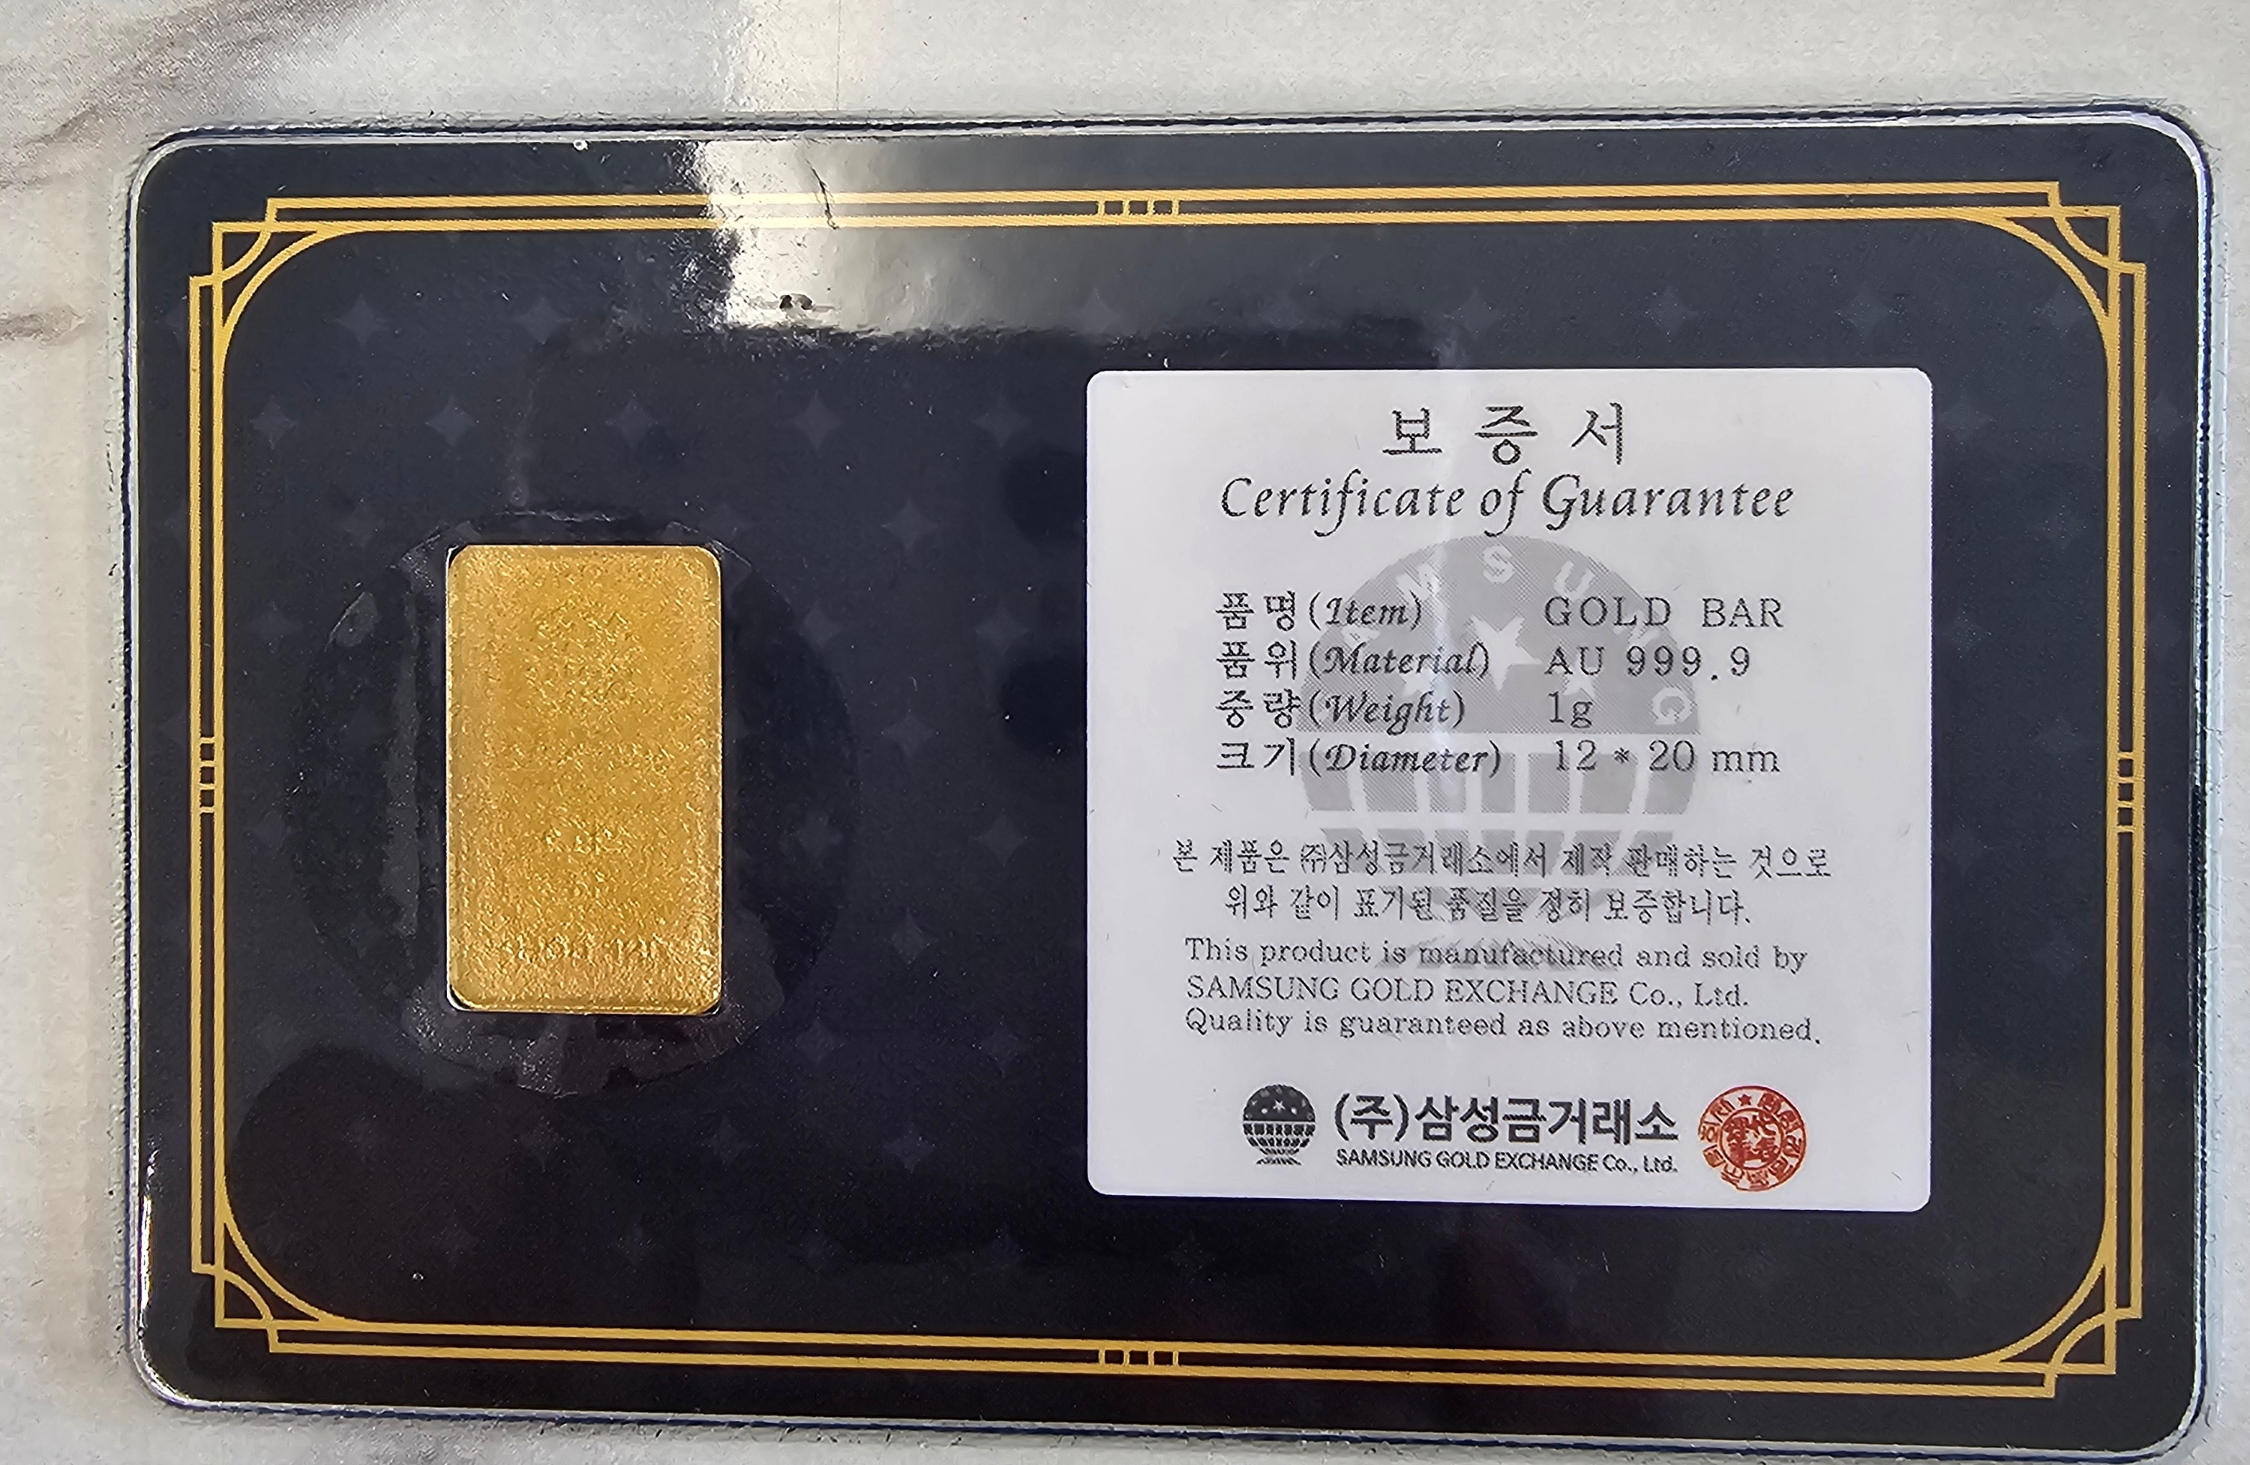 보증서
Certificate of Guarantee
SAMSUNG
품명(Item) GOLD BAR
품위(Material) AU 999.9
중량(Weight) 1g
크기(Diameter) 12 * 20 mm
본 제품은 ㈜삼성금거래소에서 제작 판매하는 것으로
위와 같이 표기된 품질을 정히 보증합니다.
This product is manufactured and sold by
SAMSUNG GOLD EXCHANGE Co., Ltd.
Quality is guaranteed as above mentioned.
(주)삼성금거래소
SAMSUNG GOLD EXCHANGE Co., Ltd.